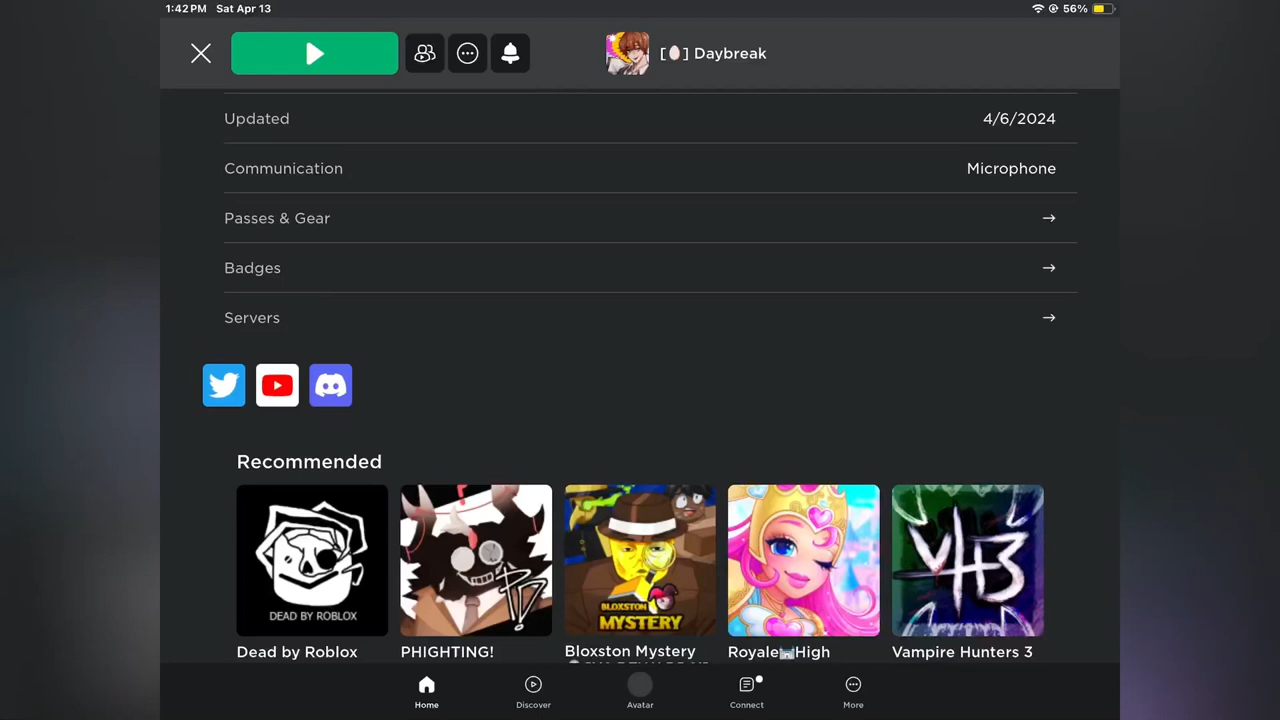 1:42 PM Sat Apr 13
56%
[🥚] Daybreak
Updated 4/6/2024
Communication Microphone
Passes & Gear →
Badges →
Servers →
Recommended
DEAD BY ROBLOX
BLOXSTON
MYSTERY
VH3
Dead by Roblox
PHIGHTING!
Bloxston Mystery
Royale🏰High
Vampire Hunters 3
Home
Discover
Avatar
Connect
More